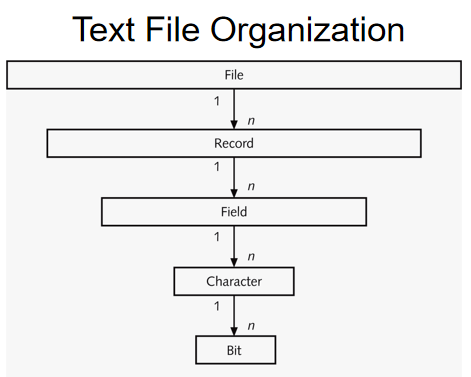 Text File Organization
File
1
n
Record
1
n
Field
1
n
Character
1
n
Bit